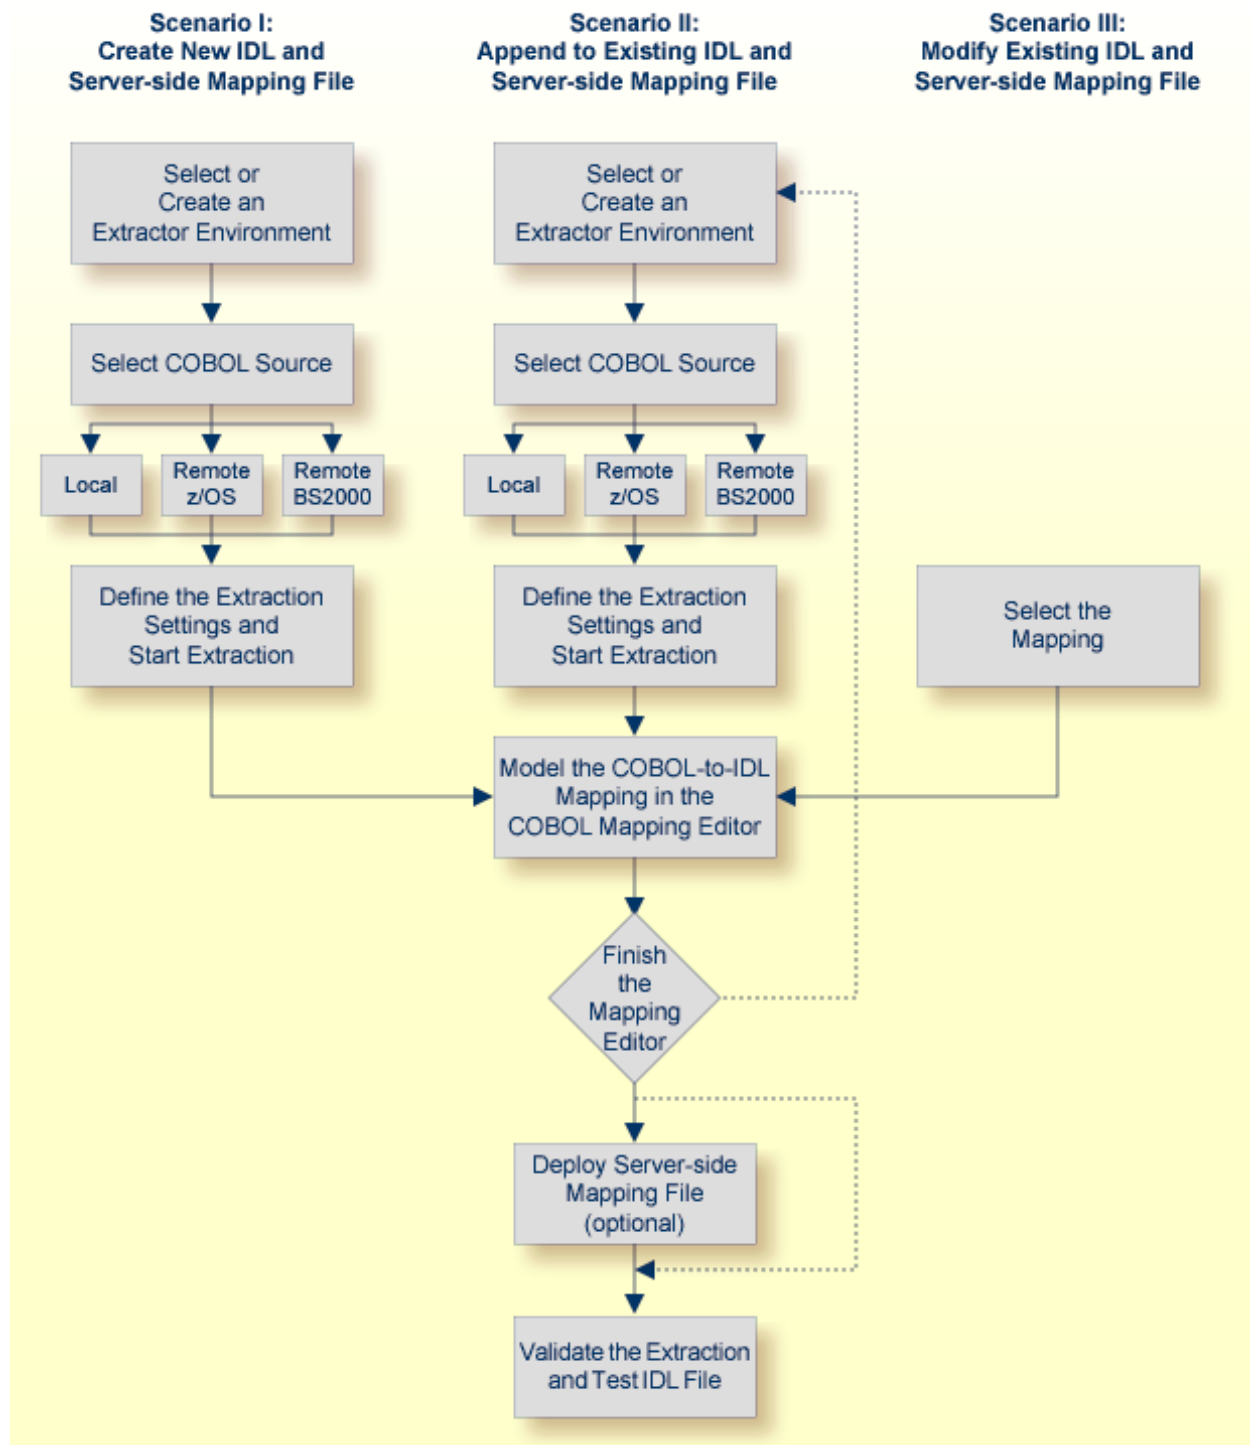 Scenario I:
Create New IDL and
Server-side Mapping File
Scenario II:
Append to Existing IDL and
Server-side Mapping File
Scenario III:
Modify Existing IDL and
Server-side Mapping File
Select or
Create an
Extractor Environment
Select or
Create an
Extractor Environment
Select COBOL Source
Select COBOL Source
Local
Remote
z/OS
Remote
BS2000
Local
Remote
z/OS
Remote
BS2000
Define the Extraction
Settings and
Start Extraction
Define the Extraction
Settings and
Start Extraction
Select the
Mapping
Model the COBOL-to-IDL
Mapping in the
COBOL Mapping Editor
Finish
the
Mapping
Editor
Deploy Server-side
Mapping File
(optional)
Validate the Extraction
and Test IDL File